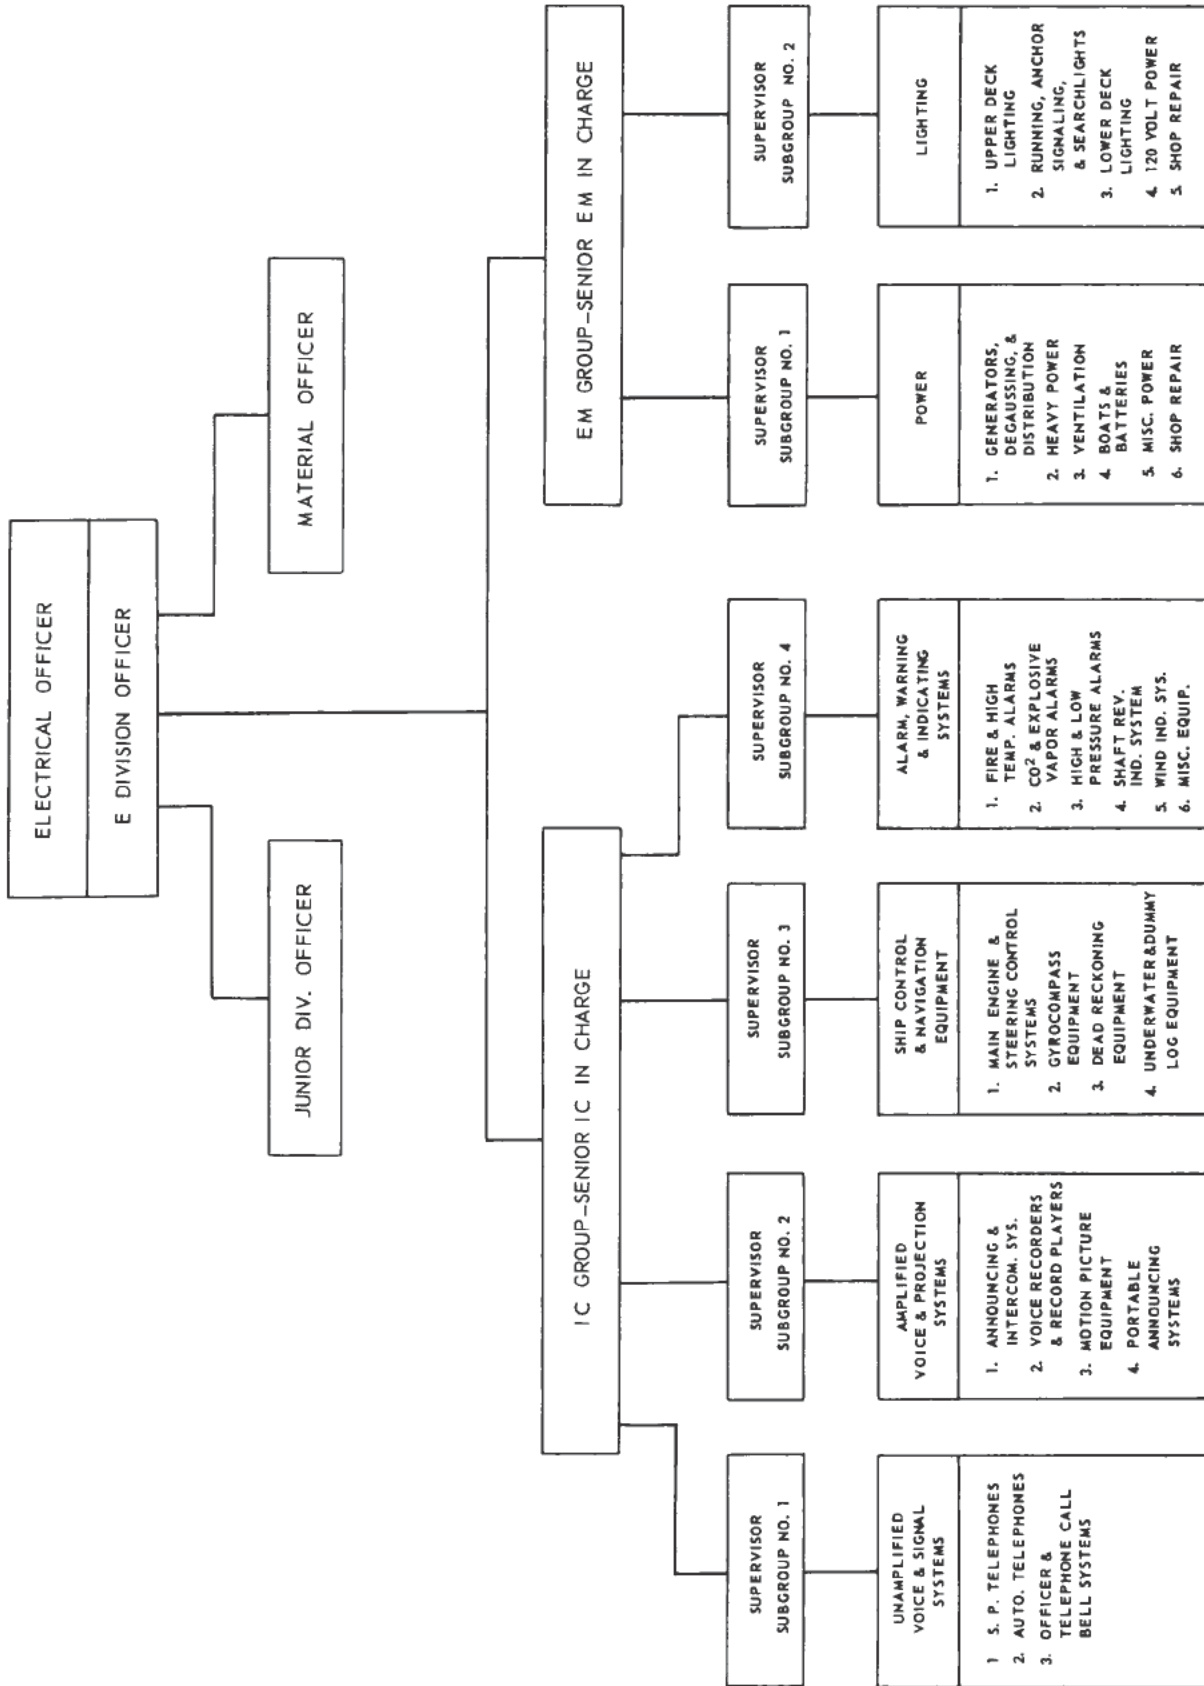 ELECTRICAL OFFICER
E DIVISION OFFICER
JUNIOR DIV. OFFICER
MATERIAL OFFICER
IC GROUP-SENIOR IC IN CHARGE
EM GROUP-SENIOR EM IN CHARGE
SUPERVISOR
SUBGROUP NO. 1
UNAMPLIFIED
VOICE & SIGNAL
SYSTEMS
1 S. P. TELEPHONES
2. AUTO. TELEPHONES
3. OFFICER &
TELEPHONE CALL
BELL SYSTEMS
SUPERVISOR
SUBGROUP NO. 2
AMPLIFIED
VOICE & PROJECTION
SYSTEMS
1. ANNOUNCING &
INTERCOM. SYS.
2. VOICE RECORDERS
& RECORD PLAYERS
3. MOTION PICTURE
EQUIPMENT
4. PORTABLE
ANNOUNCING
SYSTEMS
SUPERVISOR
SUBGROUP NO. 3
SHIP CONTROL
& NAVIGATION
EQUIPMENT
1. MAIN ENGINE &
STEERING CONTROL
SYSTEMS
2. GYROCOMPASS
EQUIPMENT
3. DEAD RECKONING
EQUIPMENT
4. UNDERWATER&DUMMY
LOG EQUIPMENT
SUPERVISOR
SUBGROUP NO. 4
ALARM, WARNING
& INDICATING
SYSTEMS
1. FIRE & HIGH
TEMP. ALARMS
2. CO² & EXPLOSIVE
VAPOR ALARMS
3. HIGH & LOW
PRESSURE ALARMS
4. SHAFT REV.
IND. SYSTEM
5. WIND IND. SYS.
6. MISC. EQUIP.
SUPERVISOR
SUBGROUP NO. 1
POWER
1. GENERATORS,
DEGAUSSING, &
DISTRIBUTION
2. HEAVY POWER
3. VENTILATION
4. BOATS &
BATTERIES
5. MISC. POWER
6. SHOP REPAIR
SUPERVISOR
SUBGROUP NO. 2
LIGHTING
1. UPPER DECK
LIGHTING
2. RUNNING, ANCHOR
SIGNALING,
& SEARCHLIGHTS
3. LOWER DECK
LIGHTING
4. 120 VOLT POWER
5. SHOP REPAIR